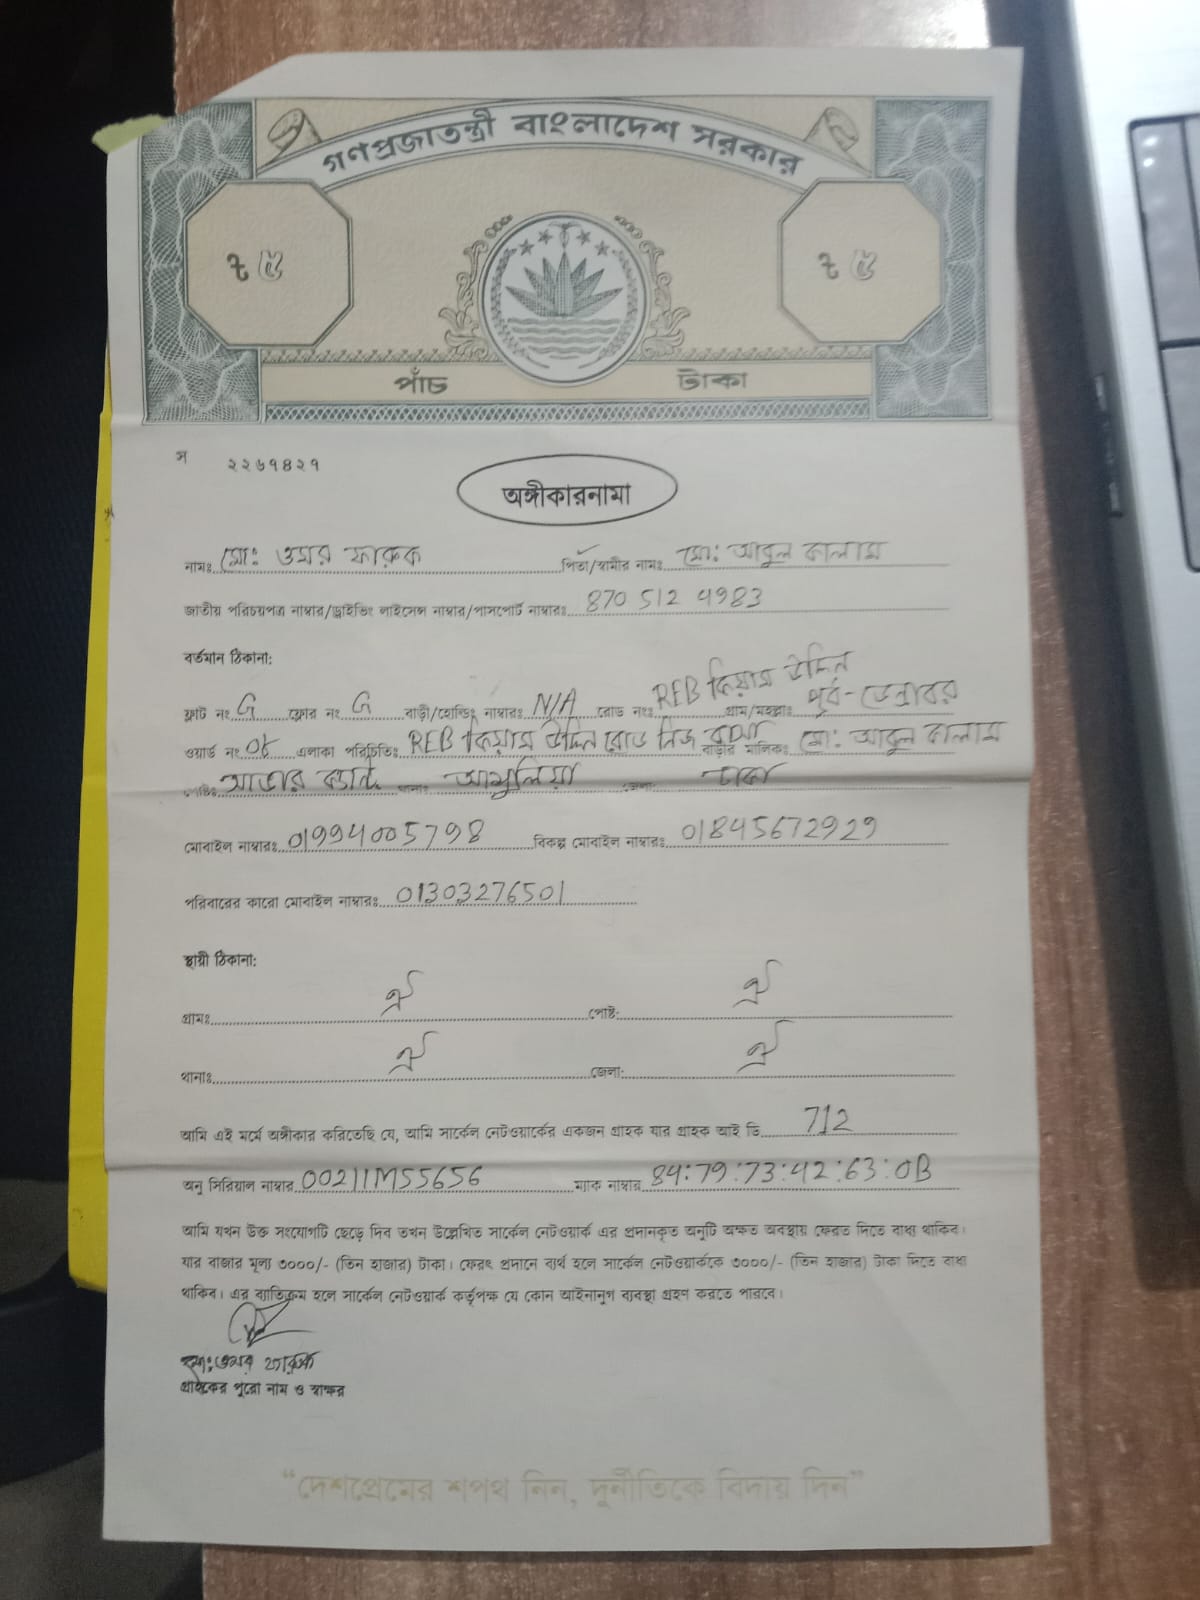 গণপ্রজাতন্ত্রী বাংলাদেশ সরকার
৳ ৫ ৳ ৫
পাঁচ টাকা
স ২২৬৭৪২৭
অঙ্গীকারনামা
নামঃ মো: ওমর ফারুক পিতা/স্বামীর নামঃ মো: আবুল কালাম
জাতীয় পরিচয়পত্র নাম্বার/ড্রাইভিং লাইসেন্স নাম্বার/পাসপোর্ট নাম্বারঃ 870 512 4983
বর্তমান ঠিকানা:
ফ্লাট নং G ফ্লোর নং G বাড়ী/হোল্ডিং নাম্বারঃ N/A রোড নংঃ REB উদ্দিন গ্রাম/মহল্লাঃ পূর্ব-ডেন্ডাবর
ওয়ার্ড নং 08 এলাকা পরিচিতিঃ REB উদ্দিন রোড নিজ বাসা বাড়ীর মালিকঃ মো: আবুল কালাম
আশুলিয়া জেলাঃ ঢাকা
মোবাইল নাম্বারঃ 01994005798 বিকল্প মোবাইল নাম্বারঃ 01845672929
পরিবারের কারো মোবাইল নাম্বারঃ 01303276501
স্থায়ী ঠিকানা:
গ্রামঃ ঐ পোষ্ট: ঐ
থানাঃ ঐ জেলা: ঐ
আমি এই মর্মে অঙ্গীকার করিতেছি যে, আমি সার্কেল নেটওয়ার্কের একজন গ্রাহক যার গ্রাহক আই ডি 712
অনু সিরিয়াল নাম্বার 00211M55656 ম্যাক নাম্বার 84:79:73:42:63:0B
আমি যখন উক্ত সংযোগটি ছেড়ে দিব তখন উল্লেখিত সার্কেল নেটওয়ার্ক এর প্রদানকৃত অনুটি অক্ষত অবস্থায় ফেরত দিতে বাধ্য থাকিব।
যার বাজার মূল্য ৩০০০/- (তিন হাজার) টাকা। ফেরৎ প্রদানে ব্যর্থ হলে সার্কেল নেটওয়ার্ককে ৩০০০/- (তিন হাজার) টাকা দিতে বাধ্য
থাকিব। এর ব্যাতিক্রম হলে সার্কেল নেটওয়ার্ক কর্তৃপক্ষ যে কোন আইনানুগ ব্যবস্থা গ্রহণ করতে পারবে।
মো: ওমর ফারুক
গ্রাহকের পুরো নাম ও স্বাক্ষর
“দেশপ্রেমের শপথ নিন, দুর্নীতিকে বিদায় দিন”